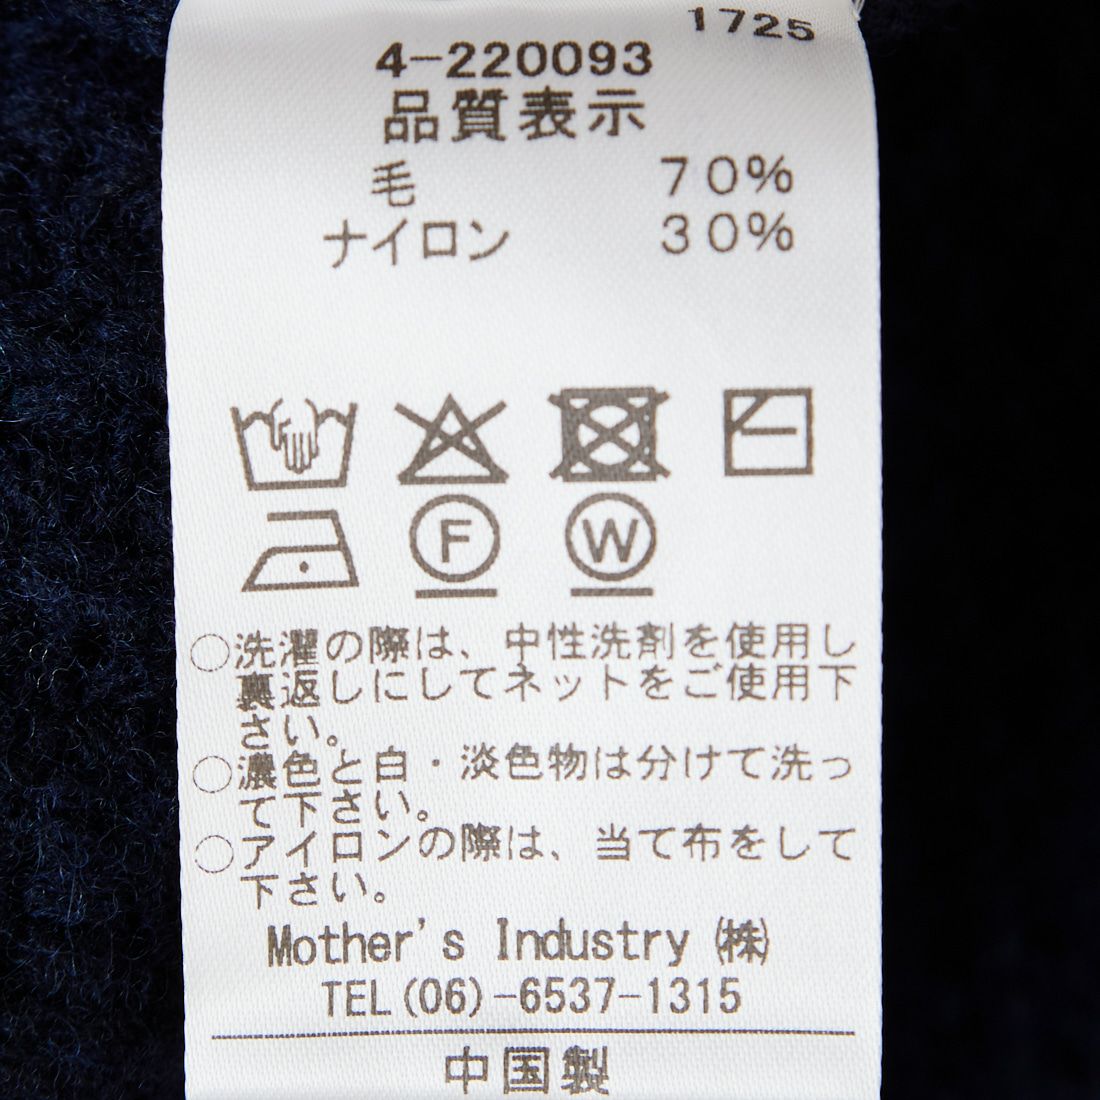 1725
4-220093
品質表示
毛 70%
ナイロン 30%
F W
○洗濯の際は、中性洗剤を使用し
裏返しにしてネットをご使用下
さい。
○濃色と白・淡色物は分けて洗っ
て下さい。
○アイロンの際は、当て布をして
下さい。
Mother's Industry ㈱
TEL(06)-6537-1315
中国製